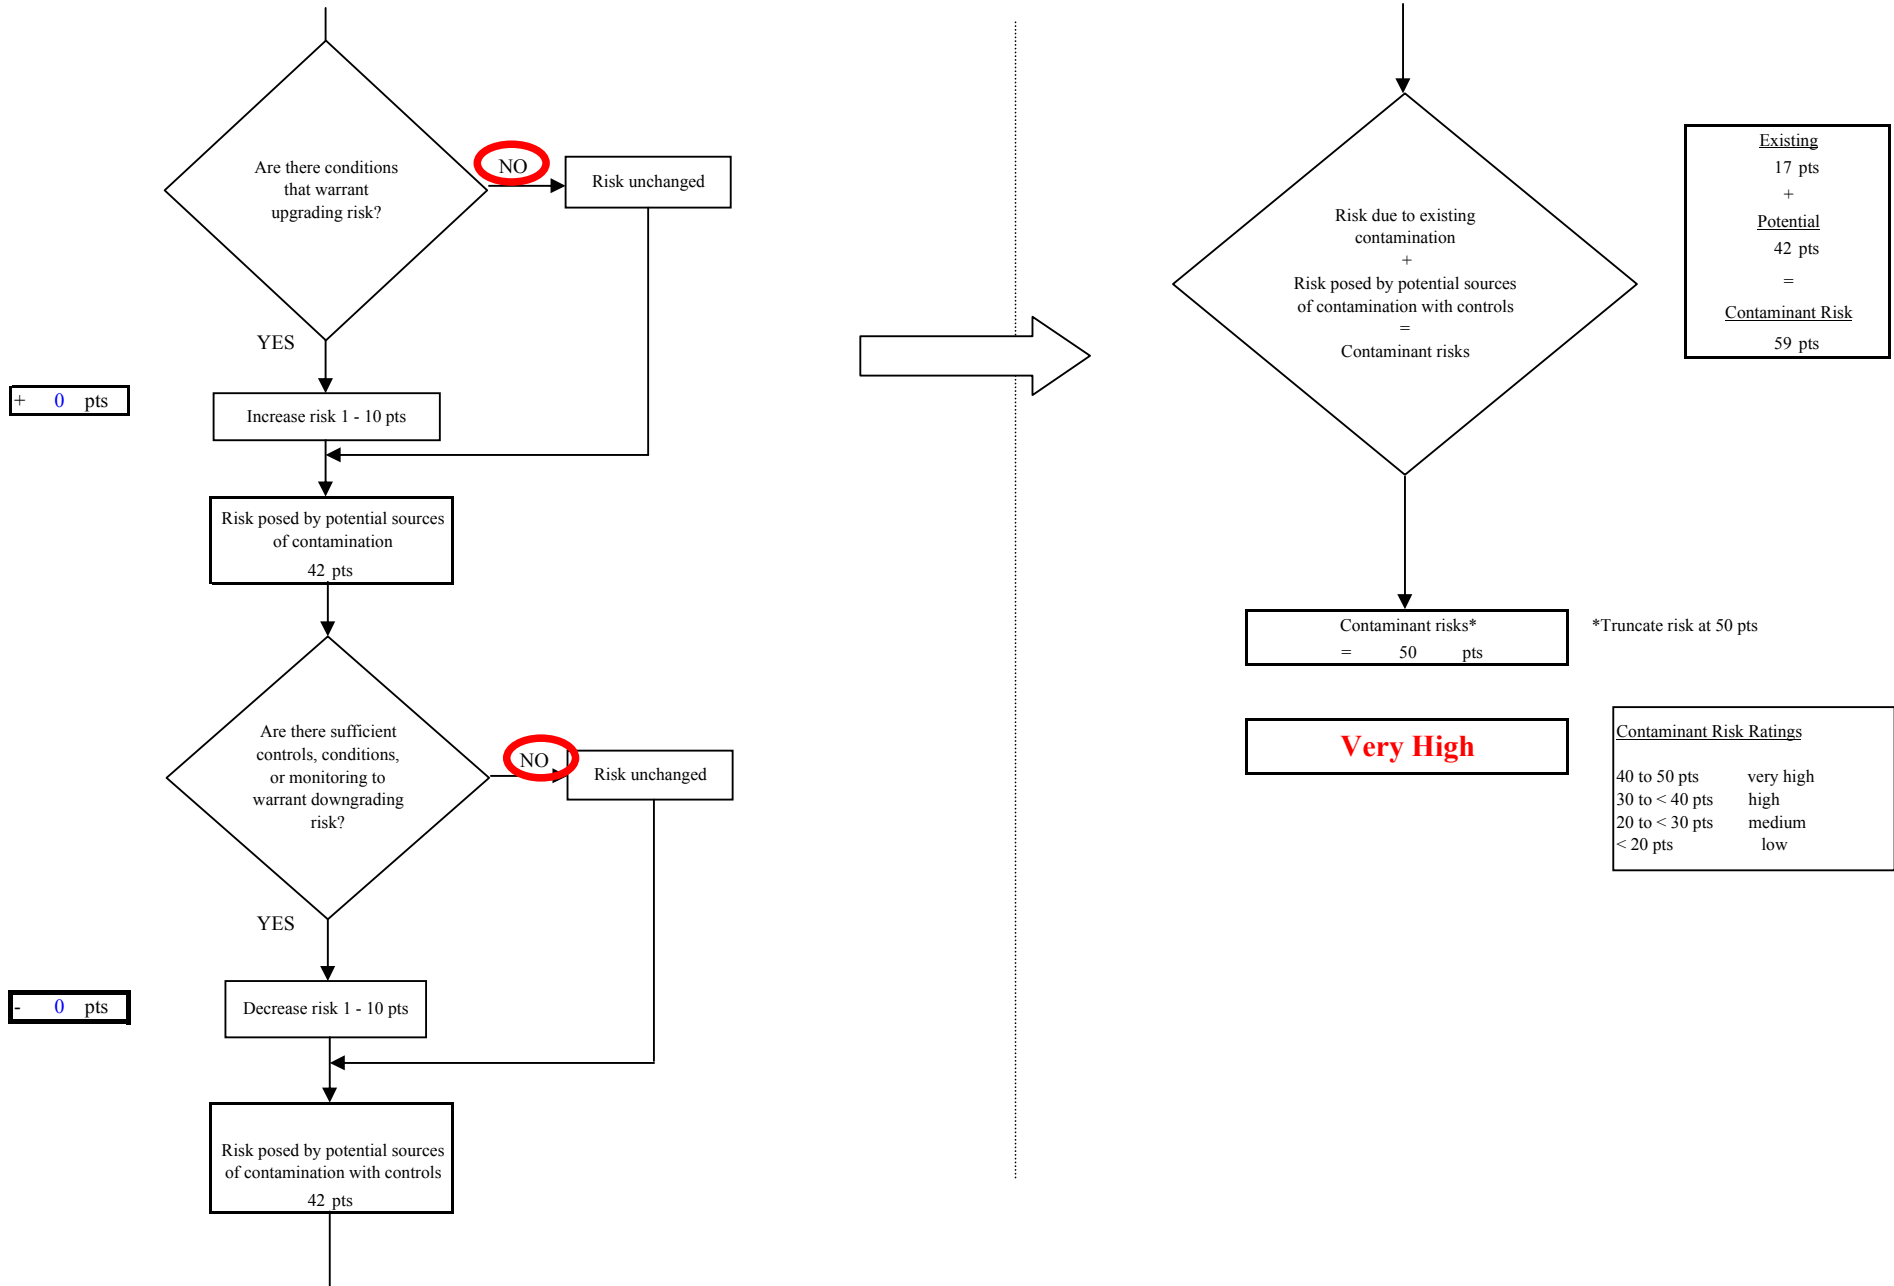 Are there conditions
that warrant
upgrading risk?
NO
Risk unchanged
YES
+ 0 pts
Increase risk 1 - 10 pts
Risk posed by potential sources
of contamination
42 pts
Are there sufficient
controls, conditions,
or monitoring to
warrant downgrading
risk?
NO
Risk unchanged
YES
- 0 pts
Decrease risk 1 - 10 pts
Risk posed by potential sources
of contamination with controls
42 pts
Risk due to existing
contamination
+
Risk posed by potential sources
of contamination with controls
=
Contaminant risks
Existing
17 pts
+
Potential
42 pts
=
Contaminant Risk
59 pts
Contaminant risks*
= 50 pts
*Truncate risk at 50 pts
Very High
Contaminant Risk Ratings
40 to 50 pts very high
30 to < 40 pts high
20 to < 30 pts medium
< 20 pts low